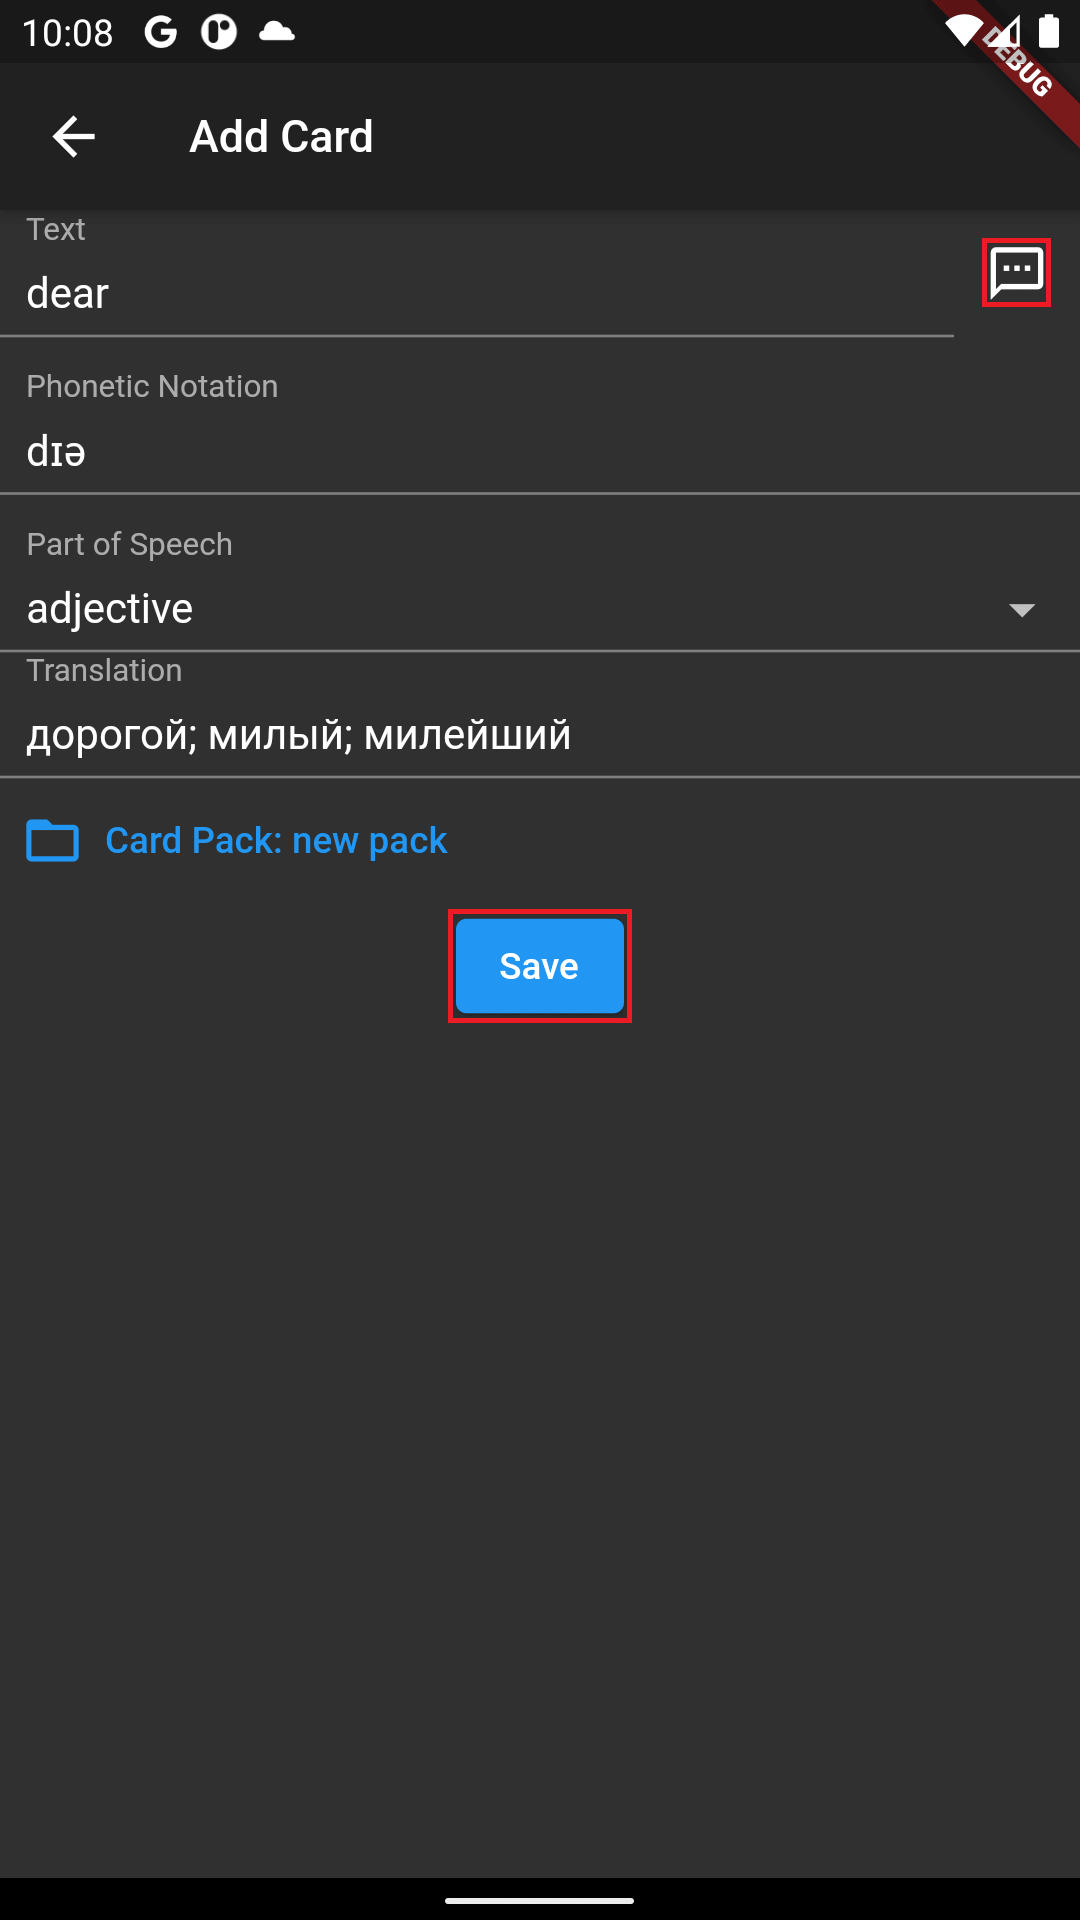 10:08
DEBUG
Add Card
Text
dear
Phonetic Notation
dɪə
Part of Speech
adjective
Translation
дорогой; милый; милейший
Card Pack: new pack
Save